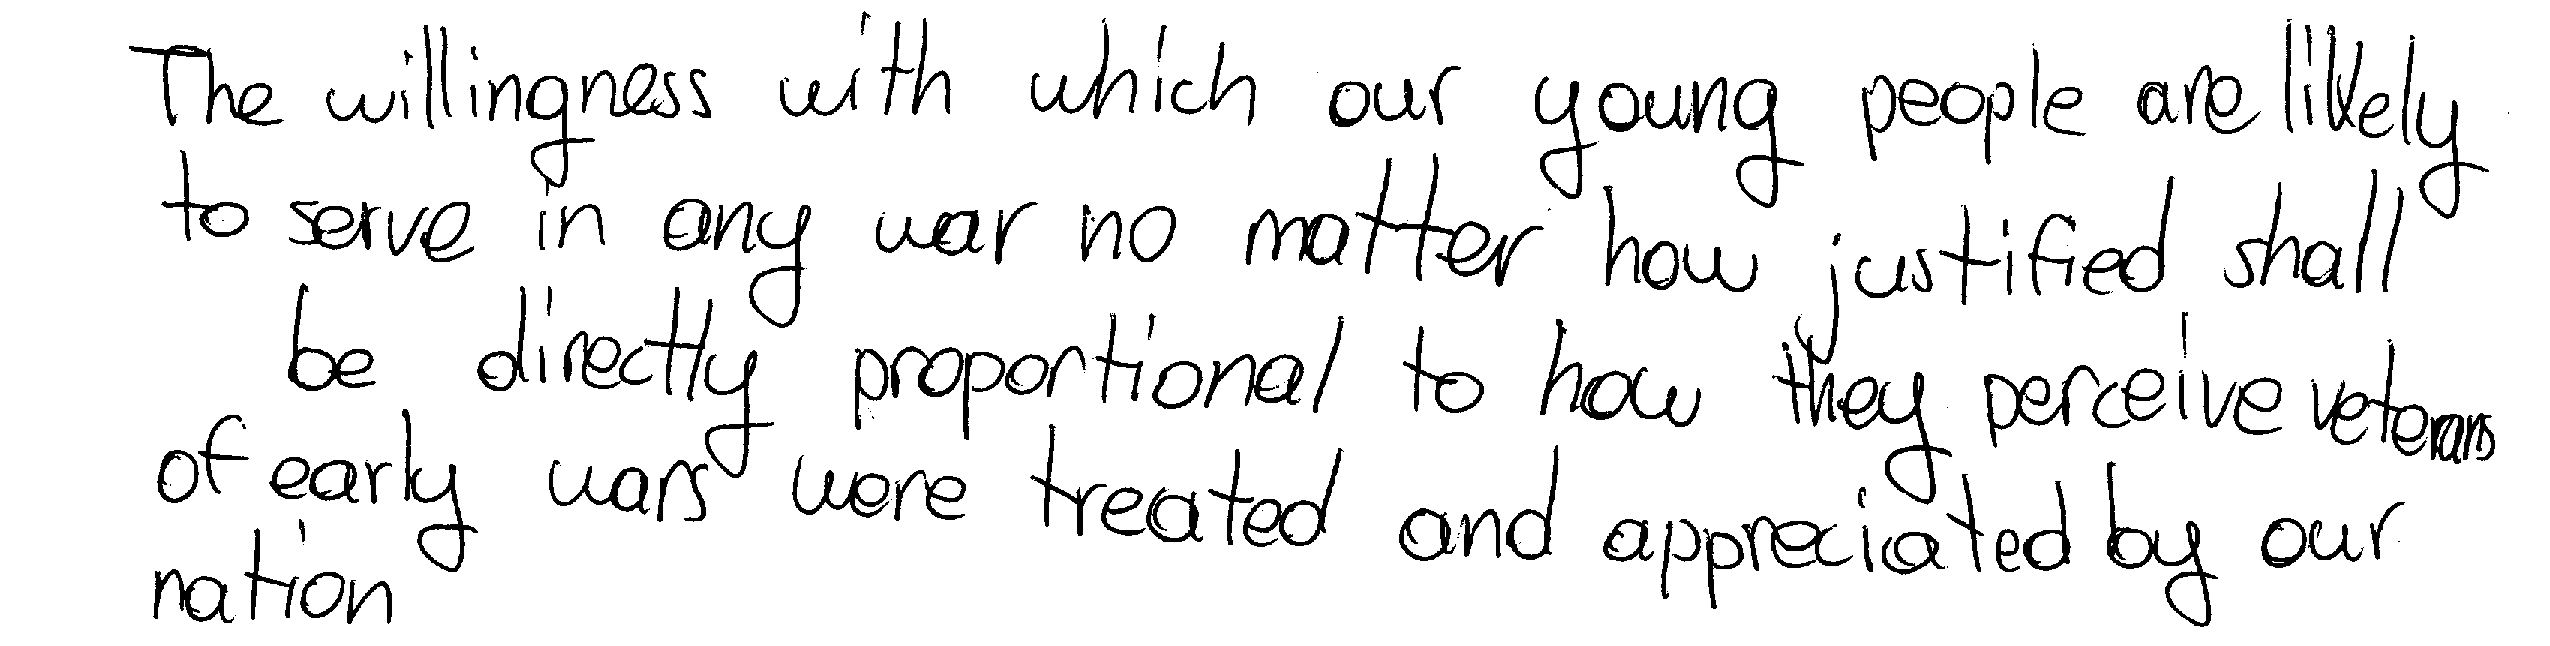 The willingness with which our young people are likely
to serve in any war no matter how justified shall
be directly proportional to how they perceive veterans
of early wars were treated and appreciated by our
nation